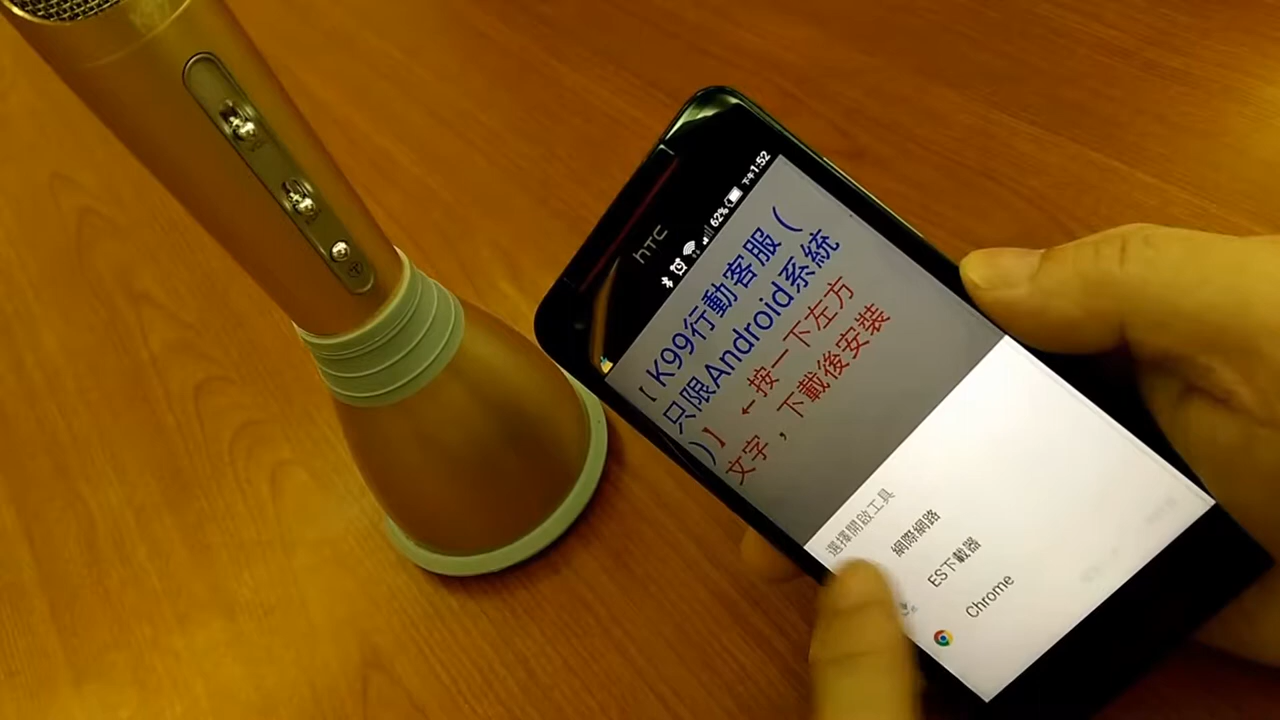 hTC
62% 下午1:52
【K99行動客服(
只限Android系統
)】 ←按一下左方
文字,下載後安裝
選擇開啟工具
網際網路
ES下載器
Chrome